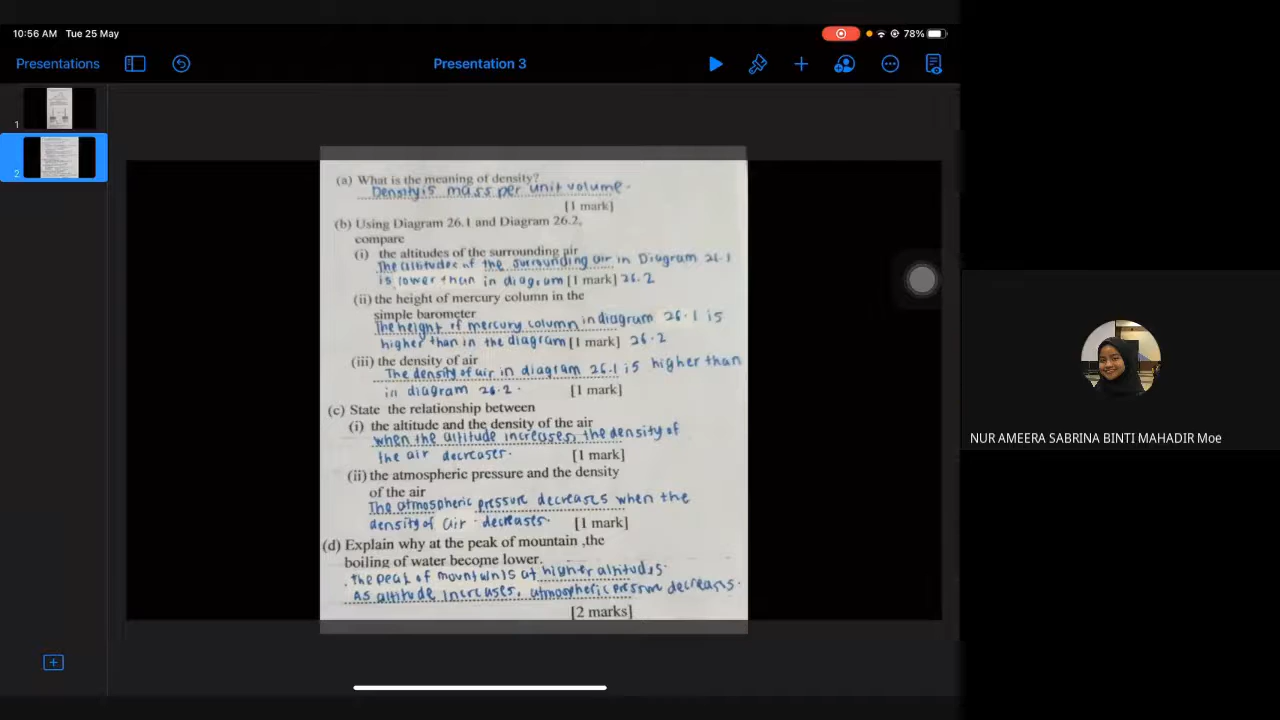 10:56 AM Tue 25 May
78%
Presentations
Presentation 3
1
2
(a) What is the meaning of density?
Density is mass per unit volume.
[1 mark]
(b) Using Diagram 26.1 and Diagram 26.2,
compare
(i) the altitudes of the surrounding air
The altitudes of the surrounding air in Diagram 26.1
is lower than in diagram [1 mark] 26.2
(ii) the height of mercury column in the
simple barometer
The height of mercury column in diagram 26.1 is
higher than in the diagram [1 mark] 26.2
(iii) the density of air
The density of air in diagram 26.1 is higher than
in diagram 26.2. [1 mark]
(c) State the relationship between
(i) the altitude and the density of the air
when the altitude increases, the density of
the air decreases. [1 mark]
(ii) the atmospheric pressure and the density
of the air
The atmospheric pressure decreases when the
density of air decreases. [1 mark]
(d) Explain why at the peak of mountain ,the
boiling of water become lower.
The peak of mountain is at higher altitudes.
As altitude increases, atmospheric pressure decreases.
[2 marks]
NUR AMEERA SABRINA BINTI MAHADIR Moe